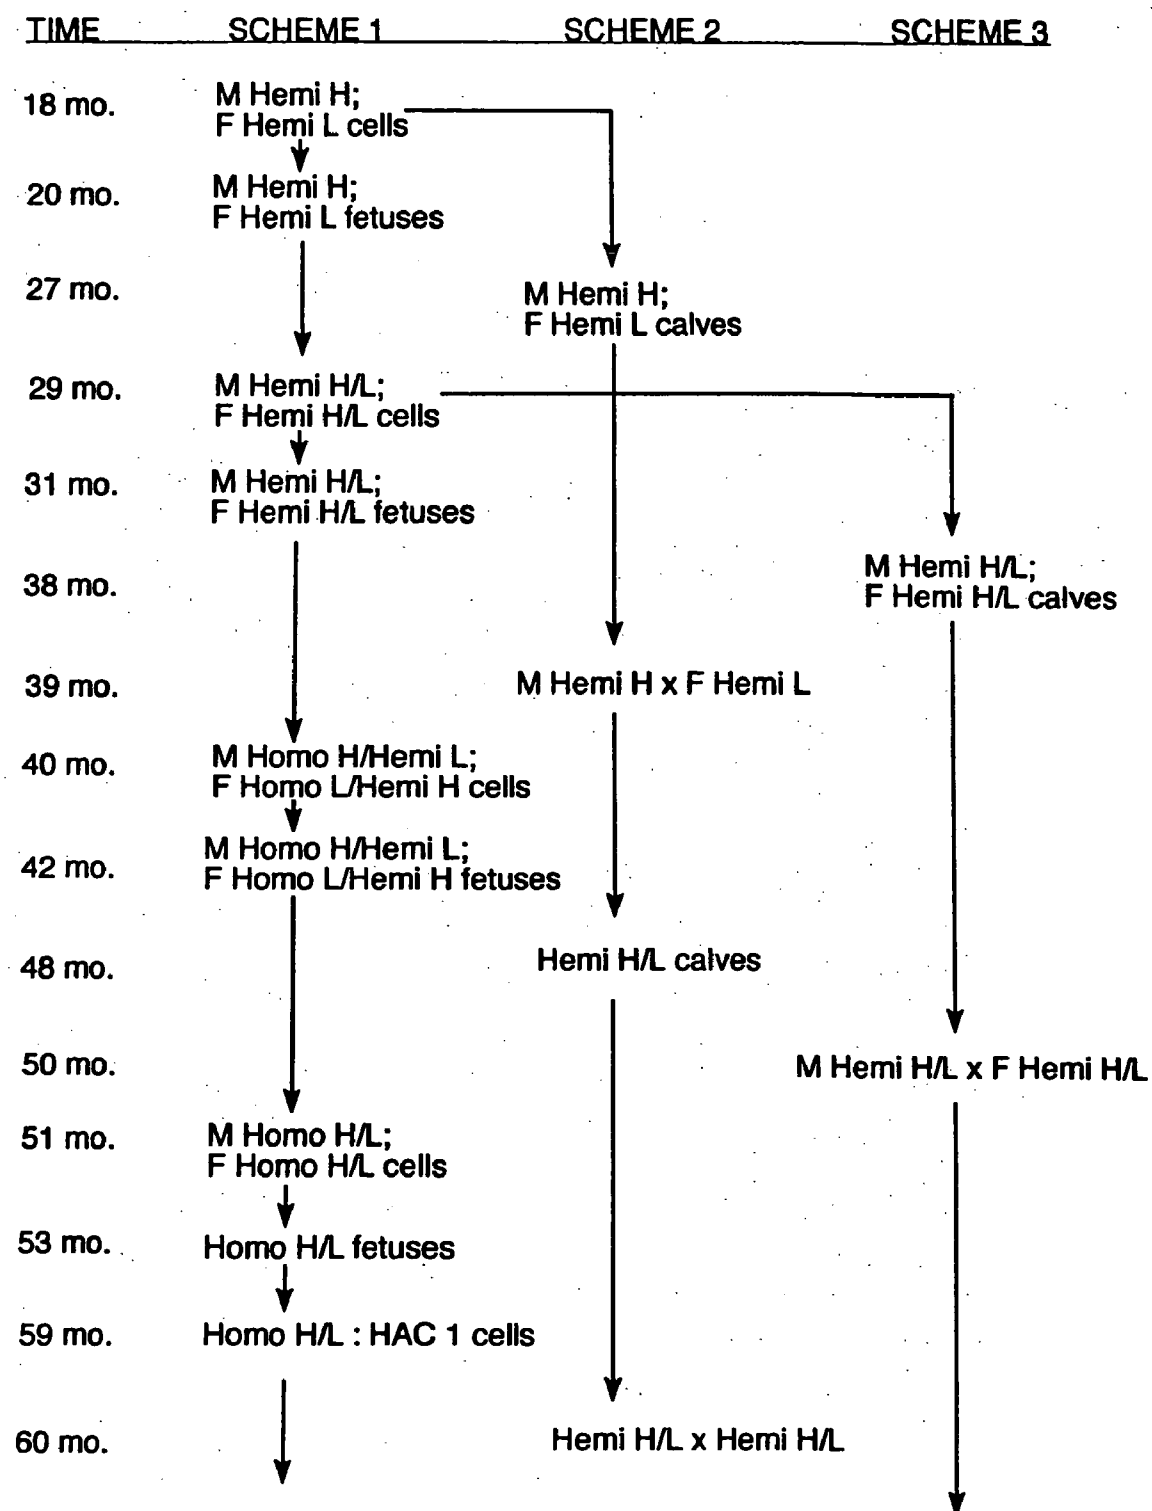 TIME SCHEME 1 SCHEME 2 SCHEME 3
18 mo. M Hemi H;
F Hemi L cells
20 mo. M Hemi H;
F Hemi L fetuses
27 mo. M Hemi H;
F Hemi L calves
29 mo. M Hemi H/L;
F Hemi H/L cells
31 mo. M Hemi H/L;
F Hemi H/L fetuses
38 mo. M Hemi H/L;
F Hemi H/L calves
39 mo. M Hemi H x F Hemi L
40 mo. M Homo H/Hemi L;
F Homo L/Hemi H cells
42 mo. M Homo H/Hemi L;
F Homo L/Hemi H fetuses
48 mo. Hemi H/L calves
50 mo. M Hemi H/L x F Hemi H/L
51 mo. M Homo H/L;
F Homo H/L cells
53 mo. Homo H/L fetuses
59 mo. Homo H/L : HAC 1 cells
60 mo. Hemi H/L x Hemi H/L